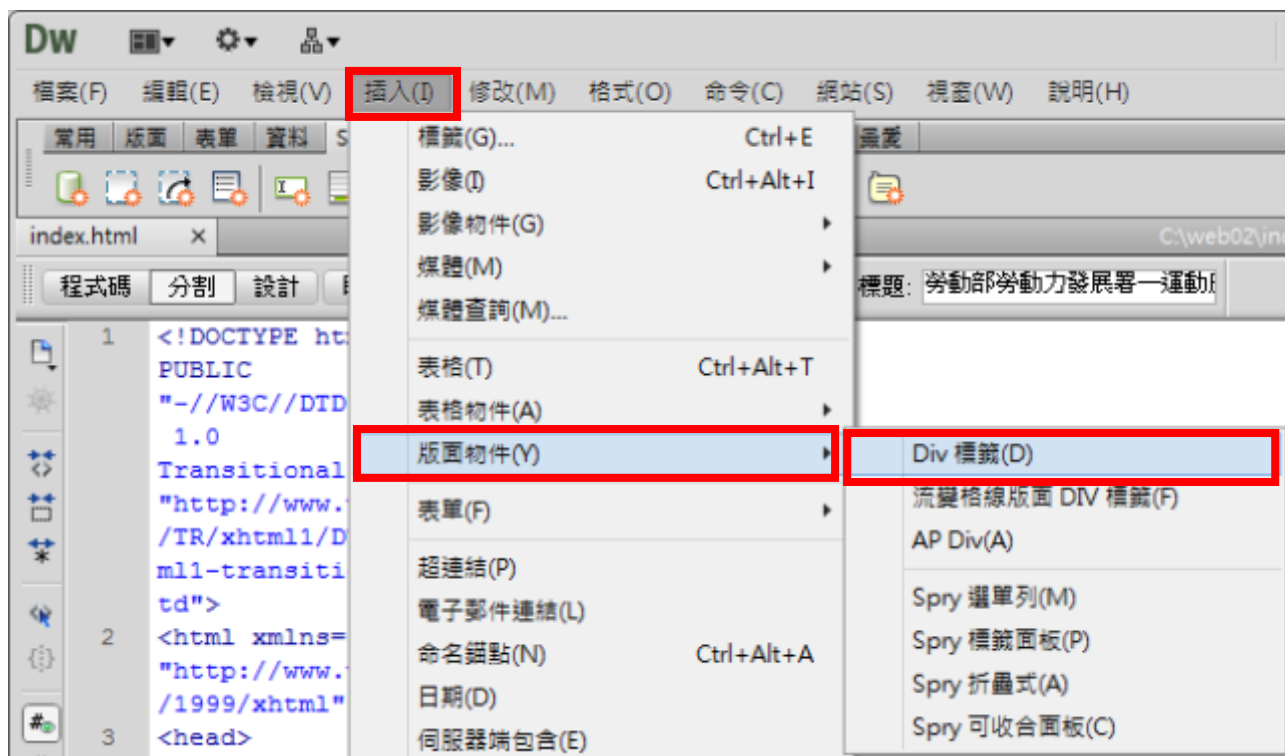 Dw
檔案(F) 編輯(E) 檢視(V) 插入(I) 修改(M) 格式(O) 命令(C) 網站(S) 視窗(W) 說明(H)
常用 版面 表單 資料 S 最愛
index.html × C:\web02\in
程式碼 分割 設計 標題: 勞動部勞動力發展署—運動
標籤(G)... Ctrl+E
影像(I) Ctrl+Alt+I
影像物件(G)
媒體(M)
媒體查詢(M)...
表格(T) Ctrl+Alt+T
表格物件(A)
版面物件(Y)
表單(F)
超連結(P)
電子郵件連結(L)
命名錨點(N) Ctrl+Alt+A
日期(D)
伺服器端包含(E)
Div 標籤(D)
流變格線版面 DIV 標籤(F)
AP Div(A)
Spry 選單列(M)
Spry 標籤面板(P)
Spry 折疊式(A)
Spry 可收合面板(C)
1 <!DOCTYPE ht
PUBLIC
"-//W3C//DTD
1.0
Transitional
"http://www.
/TR/xhtml1/D
ml1-transiti
td">
2 <html xmlns=
"http://www.
/1999/xhtml"
3 <head>